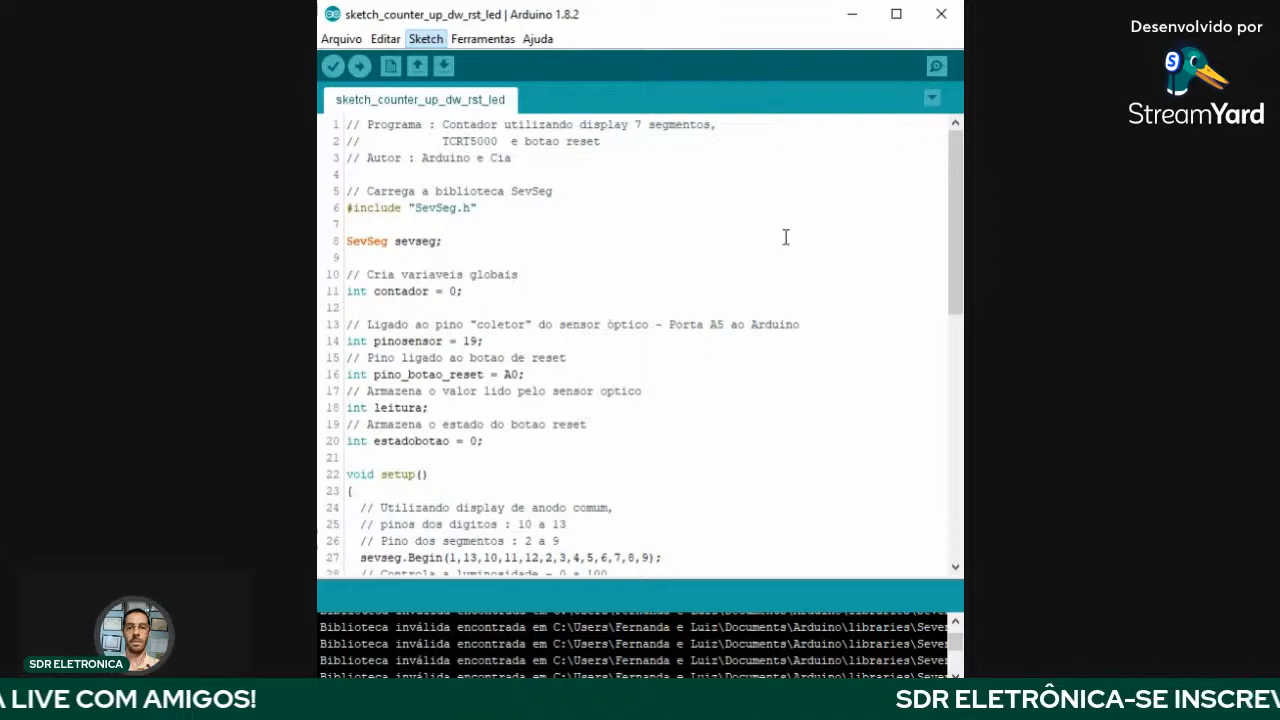 sketch_counter_up_dw_rst_led | Arduino 1.8.2
Arquivo Editar Sketch Ferramentas Ajuda
sketch_counter_up_dw_rst_led
1 // Programa : Contador utilizando display 7 segmentos,
2 // TCRT5000 e botao reset
3 // Autor : Arduino e Cia
4
5 // Carrega a biblioteca SevSeg
6 #include "SevSeg.h"
7
8 SevSeg sevseg;
9
10 // Cria variaveis globais
11 int contador = 0;
12
13 // Ligado ao pino "coletor" do sensor òptico - Porta A5 ao Arduino
14 int pinosensor = 19;
15 // Pino ligado ao botao de reset
16 int pino_botao_reset = A0;
17 // Armazena o valor lido pelo sensor optico
18 int leitura;
19 // Armazena o estado do botao reset
20 int estadobotao = 0;
21
22 void setup()
23 {
24 // Utilizando display de anodo comum,
25 // pinos dos digitos : 10 a 13
26 // Pino dos segmentos : 2 a 9
27 sevseg.Begin(1,13,10,11,12,2,3,4,5,6,7,8,9);
28 // Controla a luminosidade - 0 a 100
Biblioteca inválida encontrada em C:\Users\Fernanda e Luiz\Documents\Arduino\libraries\Sever
Biblioteca inválida encontrada em C:\Users\Fernanda e Luiz\Documents\Arduino\libraries\Sever
Biblioteca inválida encontrada em C:\Users\Fernanda e Luiz\Documents\Arduino\libraries\Sever
Biblioteca inválida encontrada em C:\Users\Fernanda e Luiz\Documents\Arduino\libraries\Sever
Desenvolvido por
StreamYard
SDR ELETRONICA
A LIVE COM AMIGOS! SDR ELETRÔNICA-SE INSCREV